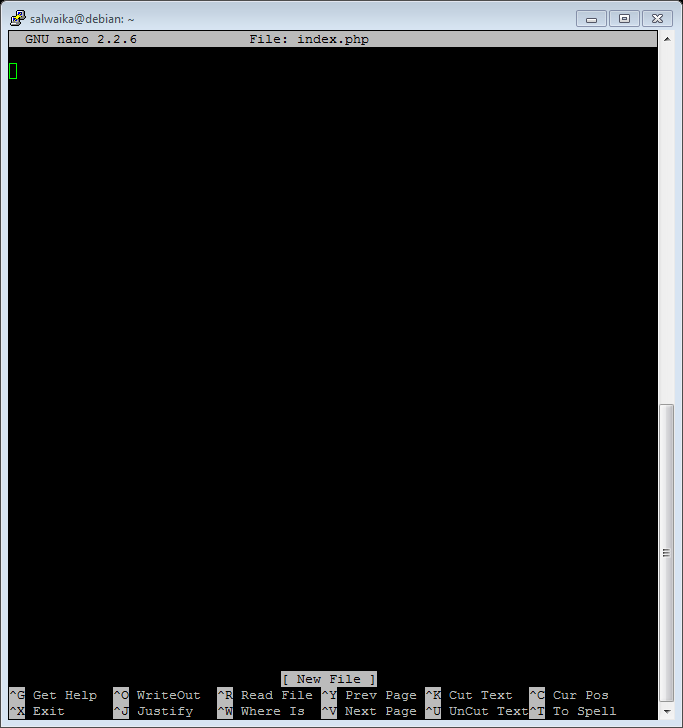 salwaika@debian: ~
GNU nano 2.2.6 File: index.php
[ New File ]
^G Get Help ^O WriteOut ^R Read File ^Y Prev Page ^K Cut Text ^C Cur Pos
^X Exit ^J Justify ^W Where Is ^V Next Page ^U UnCut Text ^T To Spell